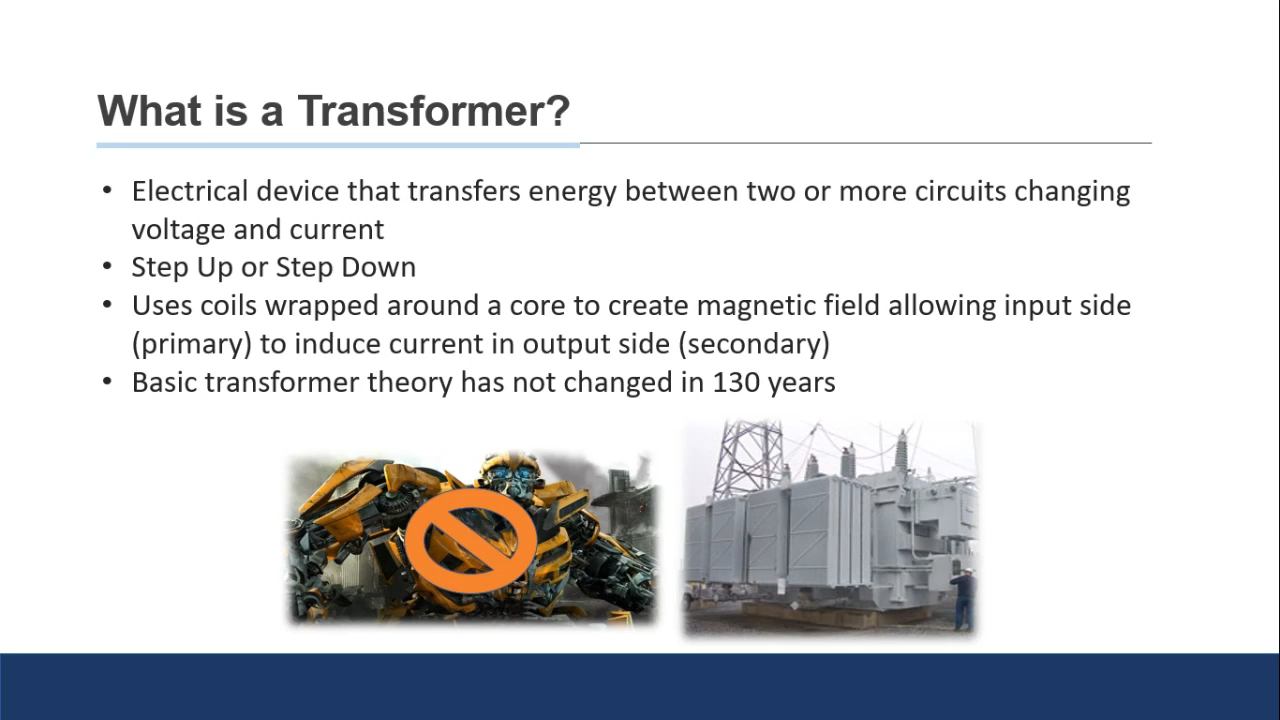 What is a Transformer?
• Electrical device that transfers energy between two or more circuits changing
voltage and current
• Step Up or Step Down
• Uses coils wrapped around a core to create magnetic field allowing input side
(primary) to induce current in output side (secondary)
• Basic transformer theory has not changed in 130 years